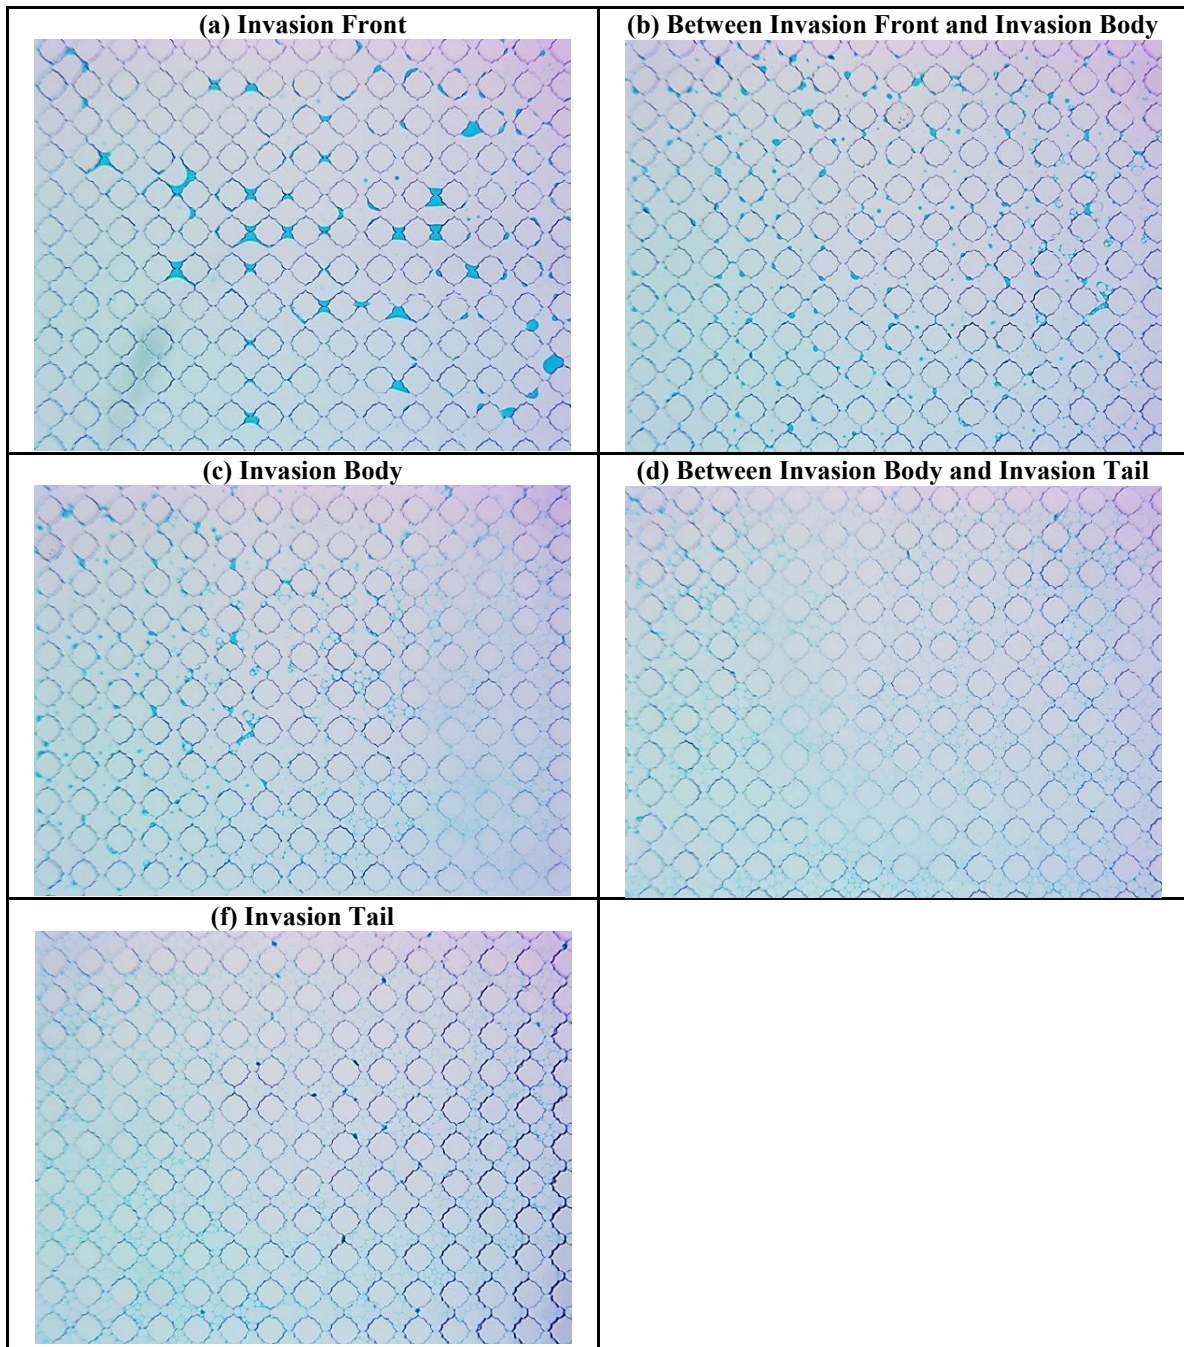 (a) Invasion Front
(b) Between Invasion Front and Invasion Body
(c) Invasion Body
(d) Between Invasion Body and Invasion Tail
(f) Invasion Tail